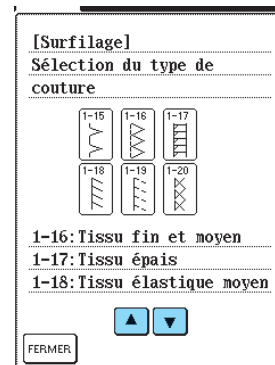 [Surfilage]
Sélection du type de
couture
1-15 1-16 1-17
1-18 1-19 1-20
1-16:Tissu fin et moyen
1-17:Tissu épais
1-18:Tissu élastique moyen
FERMER